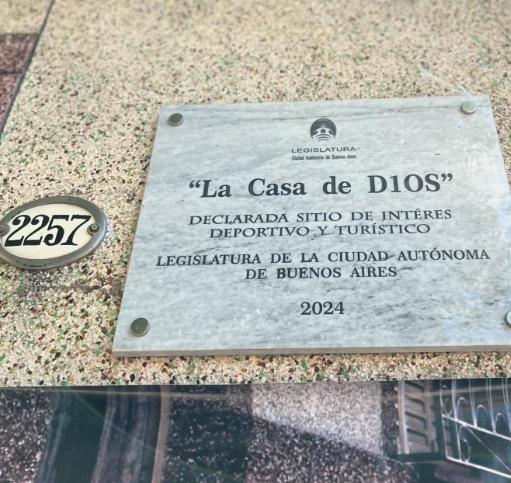 LEGISLATURA
Ciudad Autónoma de Buenos Aires
"La Casa de D1OS"
DECLARADA SITIO DE INTÉRES
DEPORTIVO Y TURÍSTICO
LEGISLATURA DE LA CIUDAD AUTÓNOMA
DE BUENOS AIRES
2024
2257